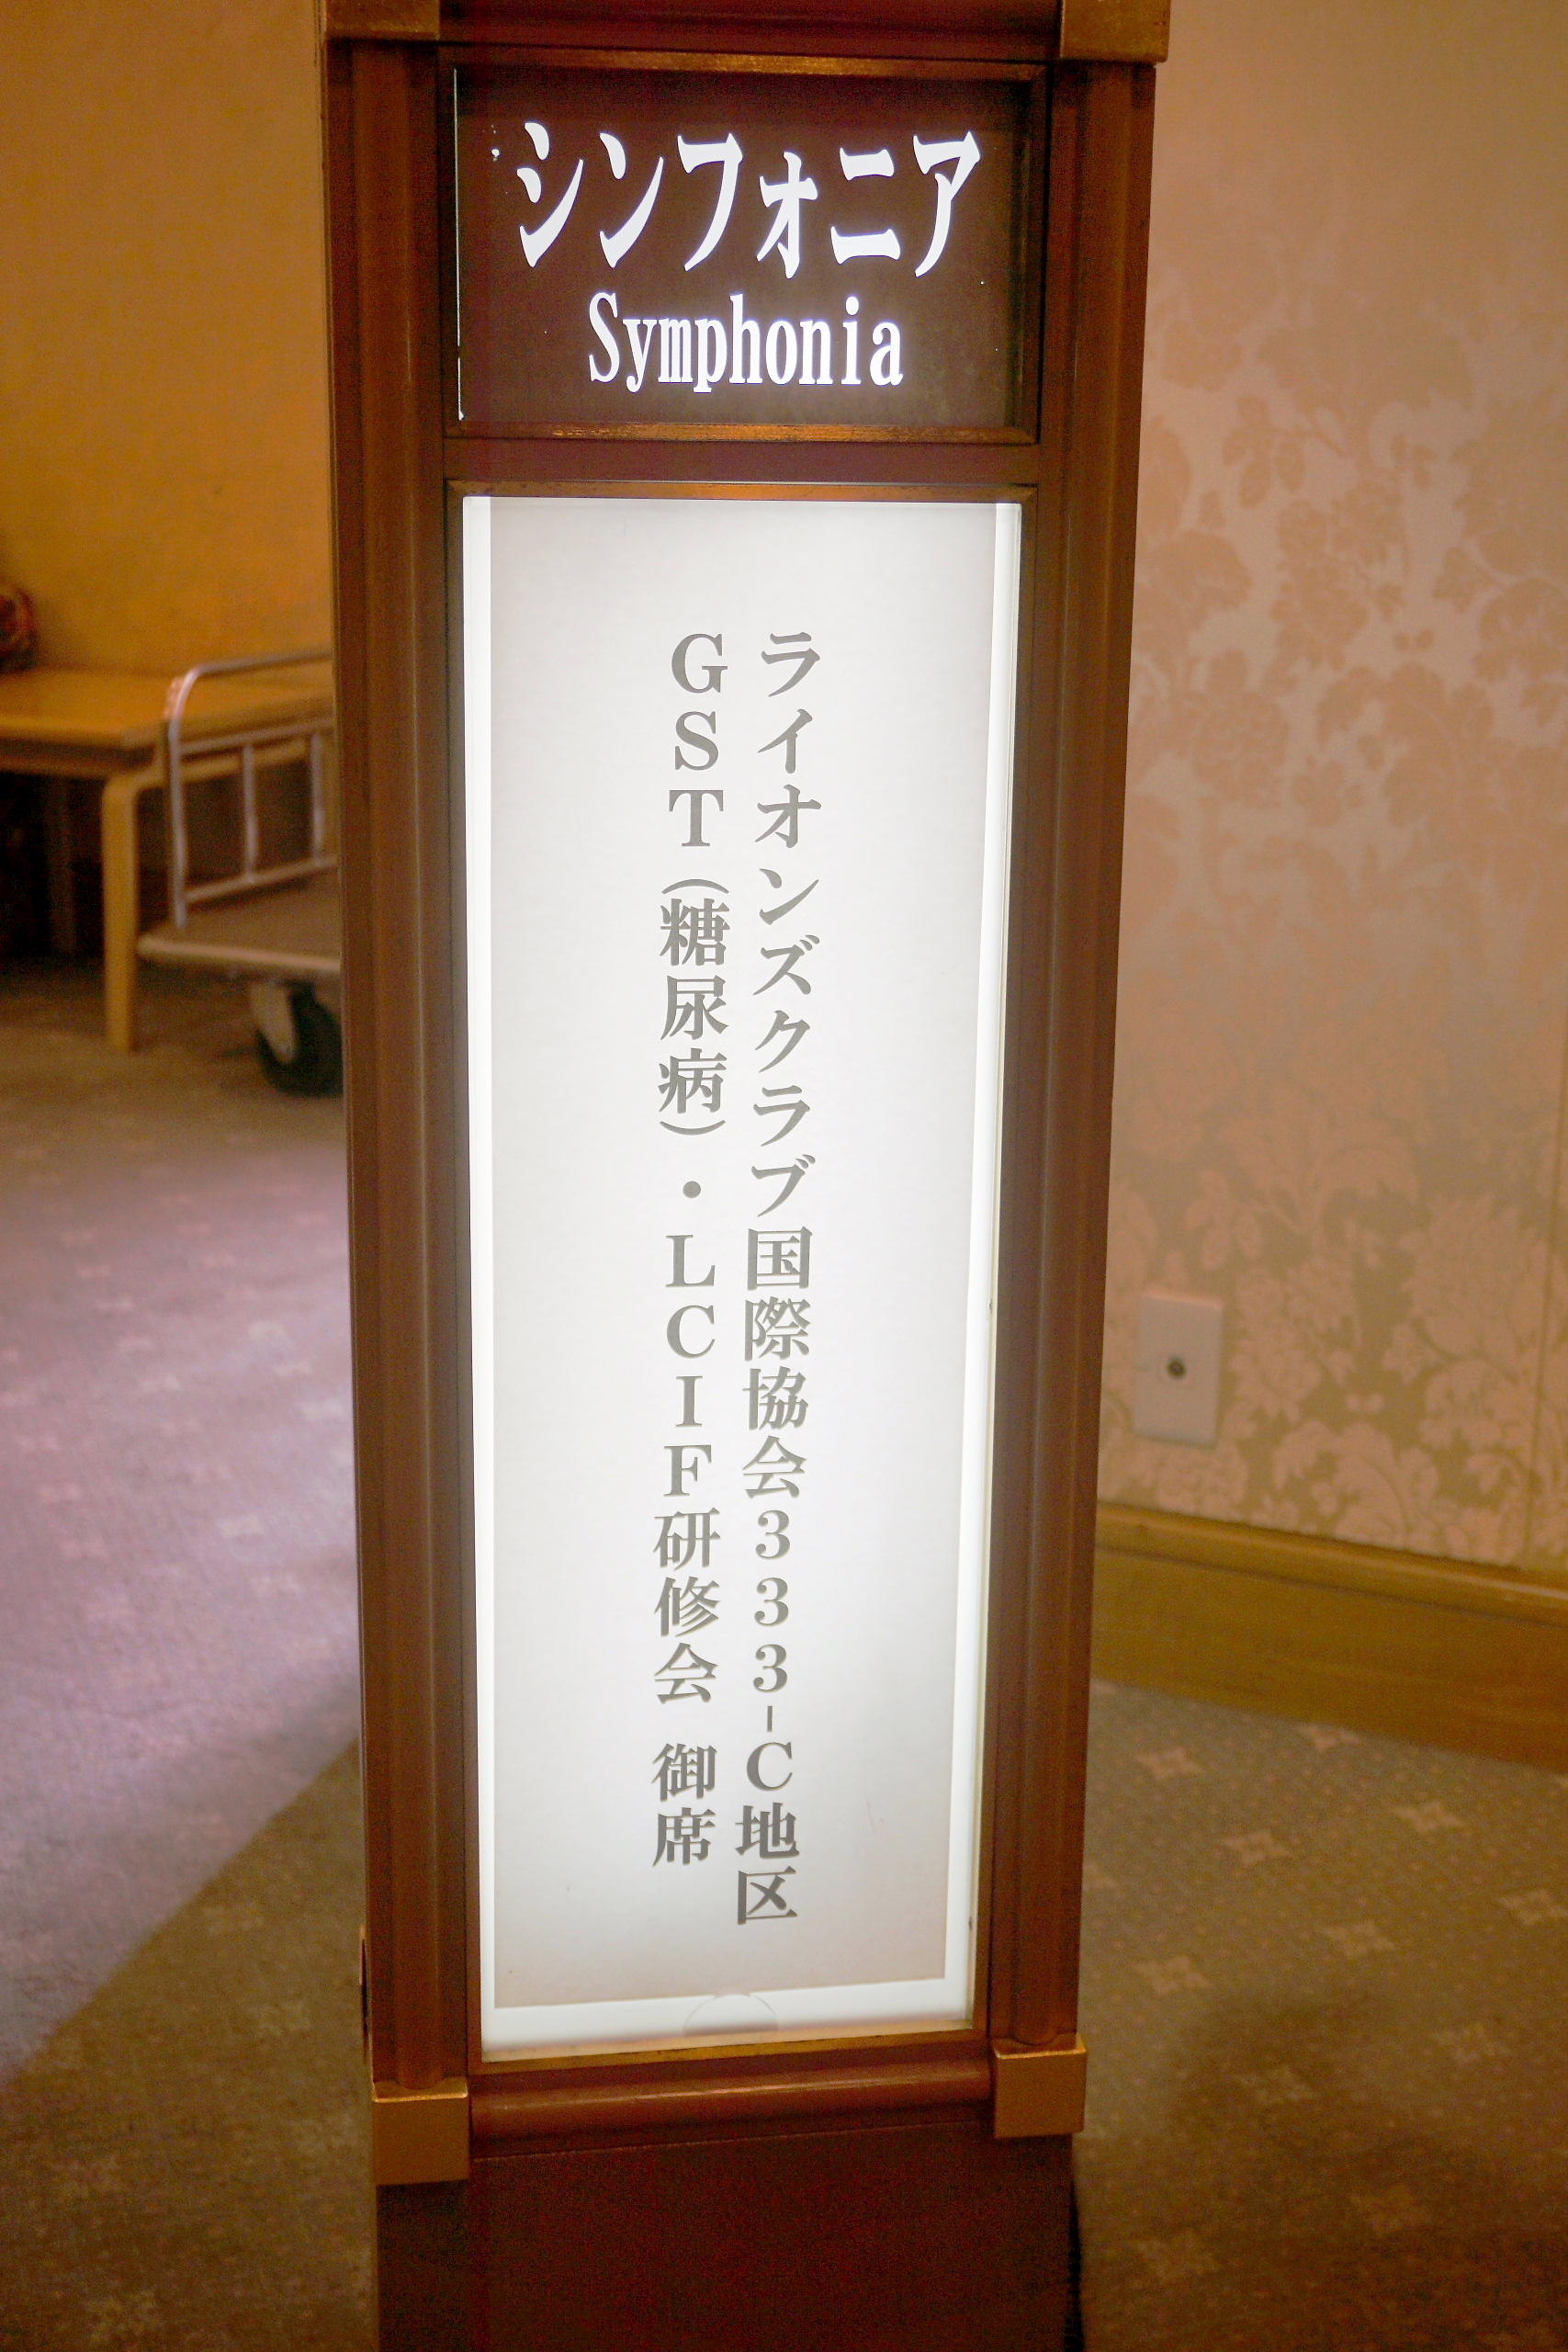 シンフォニア
Symphonia
ライオンズクラブ国際協会333-C地区
GST(糖尿病)・LCIF研修会 御席